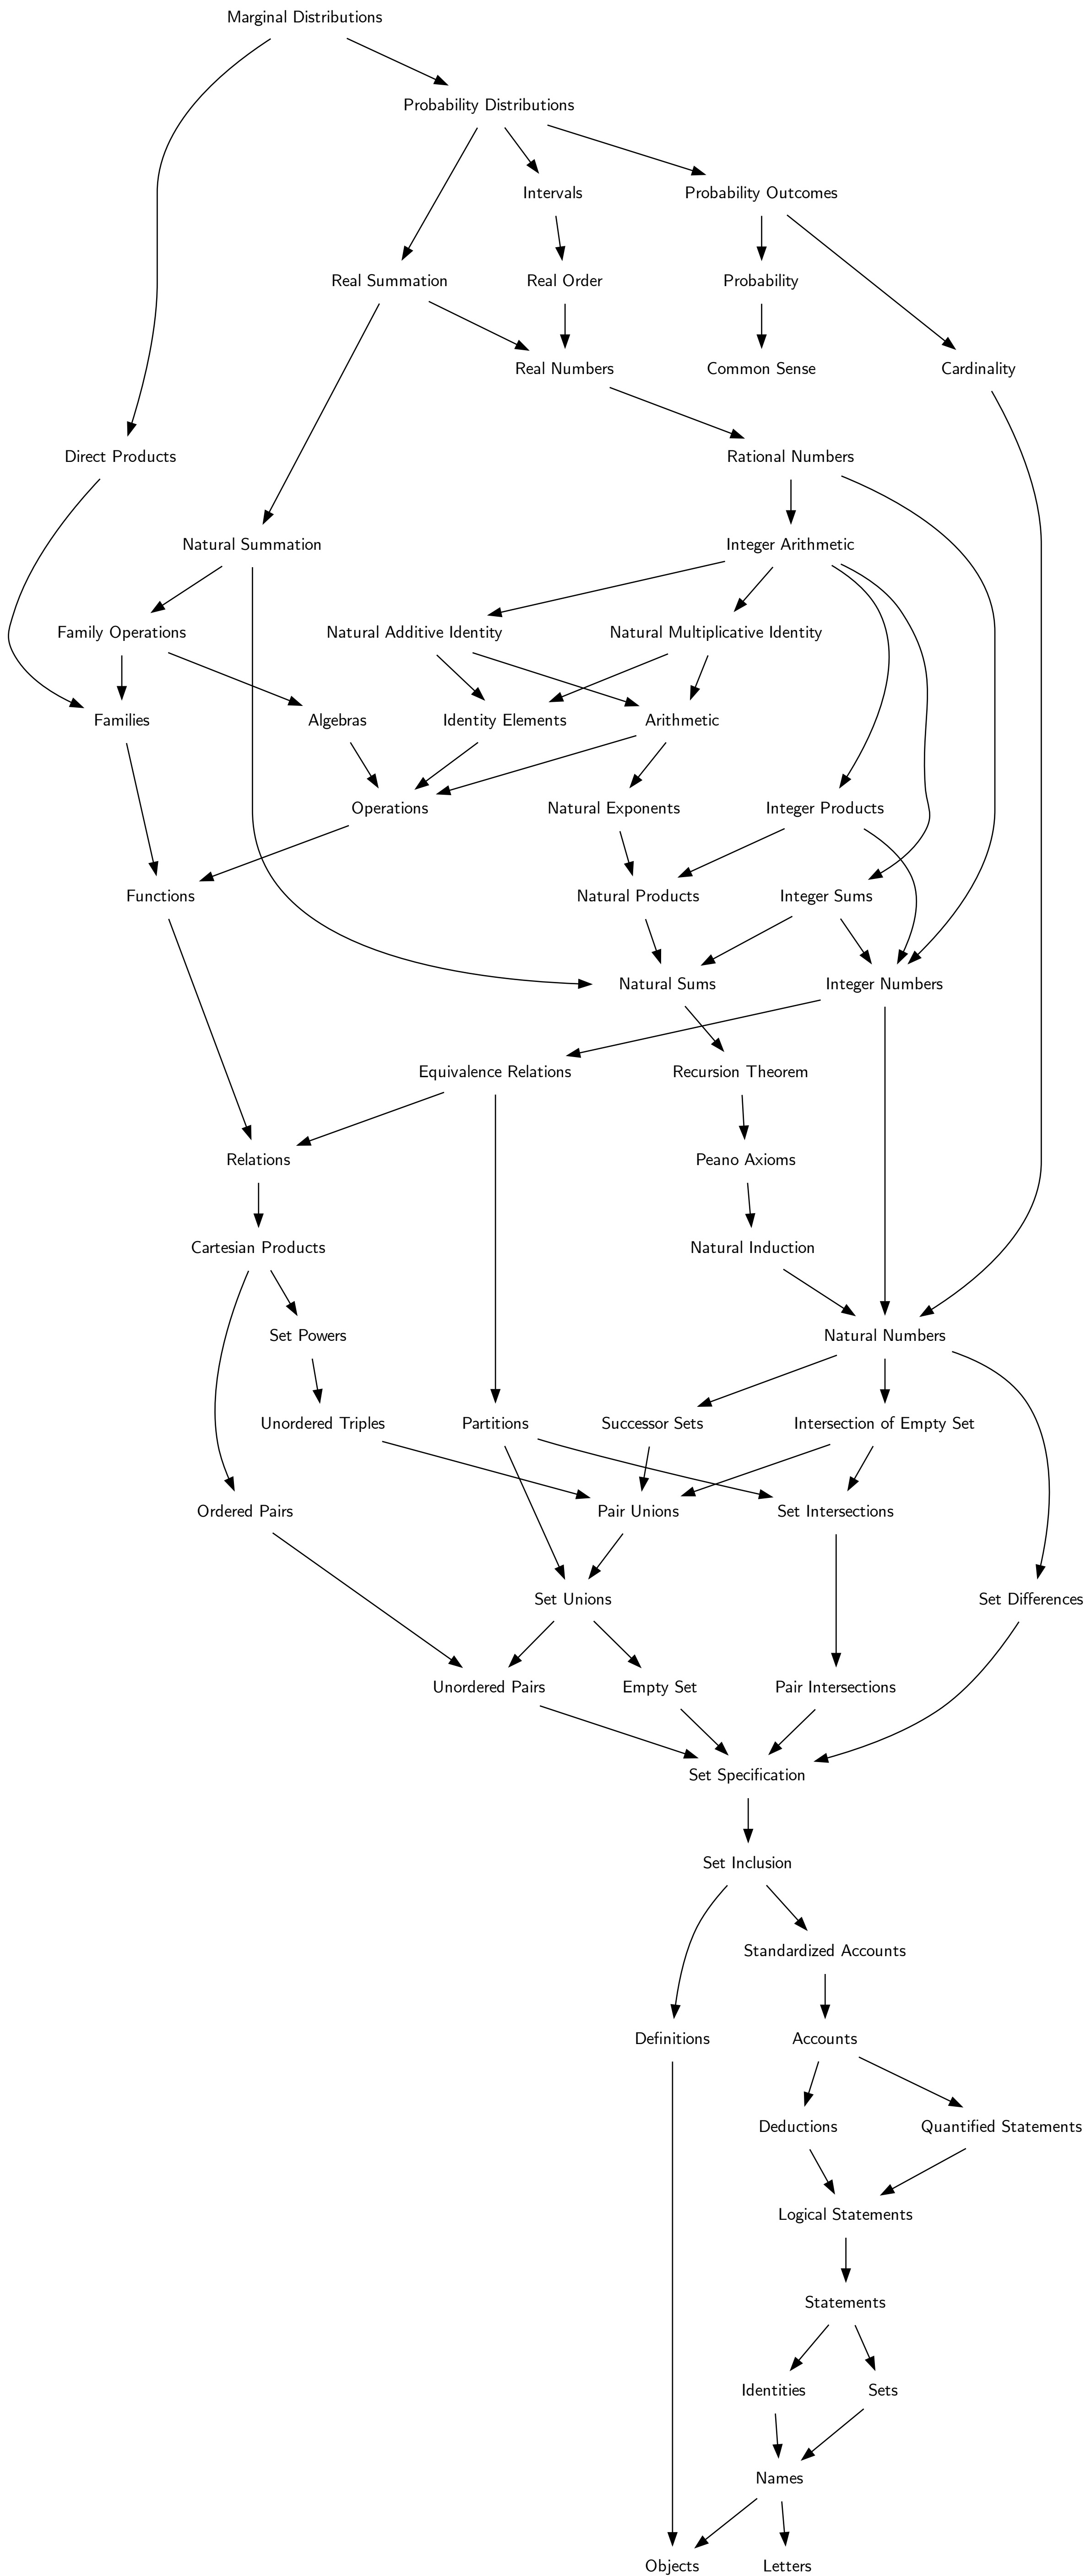 Marginal Distributions
Probability Distributions
Intervals
Probability Outcomes
Real Summation
Real Order
Probability
Real Numbers
Common Sense
Cardinality
Direct Products
Rational Numbers
Natural Summation
Integer Arithmetic
Family Operations
Natural Additive Identity
Natural Multiplicative Identity
Families
Algebras
Identity Elements
Arithmetic
Operations
Natural Exponents
Integer Products
Functions
Natural Products
Integer Sums
Natural Sums
Integer Numbers
Equivalence Relations
Recursion Theorem
Relations
Peano Axioms
Cartesian Products
Natural Induction
Set Powers
Natural Numbers
Unordered Triples
Partitions
Successor Sets
Intersection of Empty Set
Ordered Pairs
Pair Unions
Set Intersections
Set Unions
Set Differences
Unordered Pairs
Empty Set
Pair Intersections
Set Specification
Set Inclusion
Standardized Accounts
Definitions
Accounts
Deductions
Quantified Statements
Logical Statements
Statements
Identities
Sets
Names
Objects
Letters